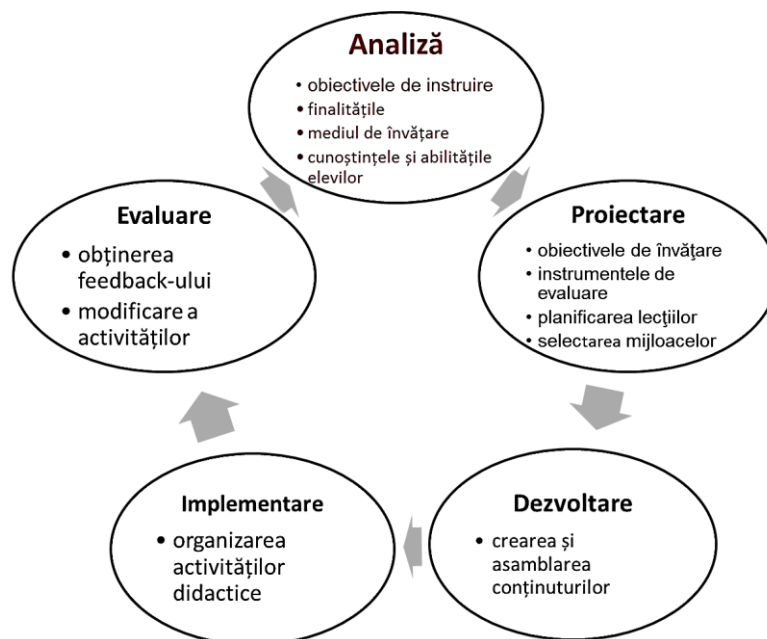 Analiză
• obiectivele de instruire
• finalitățile
• mediul de învățare
• cunoștințele și abilitățile
elevilor
Proiectare
• obiectivele de învăţare
• instrumentele de
evaluare
• planificarea lecţiilor
• selectarea mijloacelor
Dezvoltare
• crearea și
asamblarea
conținuturilor
Implementare
• organizarea
activităților
didactice
Evaluare
• obținerea
feedback-ului
• modificare a
activităților